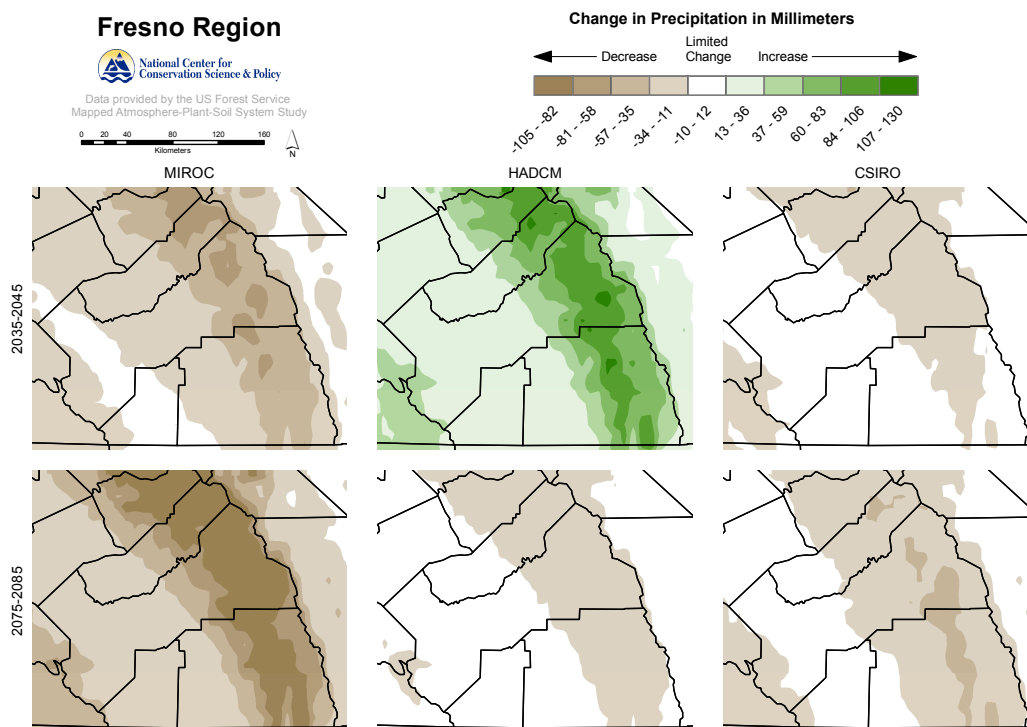 Fresno Region
National Center for
Conservation Science & Policy
Data provided by the US Forest Service
Mapped Atmosphere-Plant-Soil System Study
0 20 40 80 120 160
Kilometers
N
Change in Precipitation in Millimeters
Decrease Limited Change Increase
-105 - -82
-81 - -58
-57 - -35
-34 - -11
-10 - 12
13 - 36
37 - 59
60 - 83
84 - 106
107 - 130
MIROC HADCM CSIRO
2035-2045
2075-2085